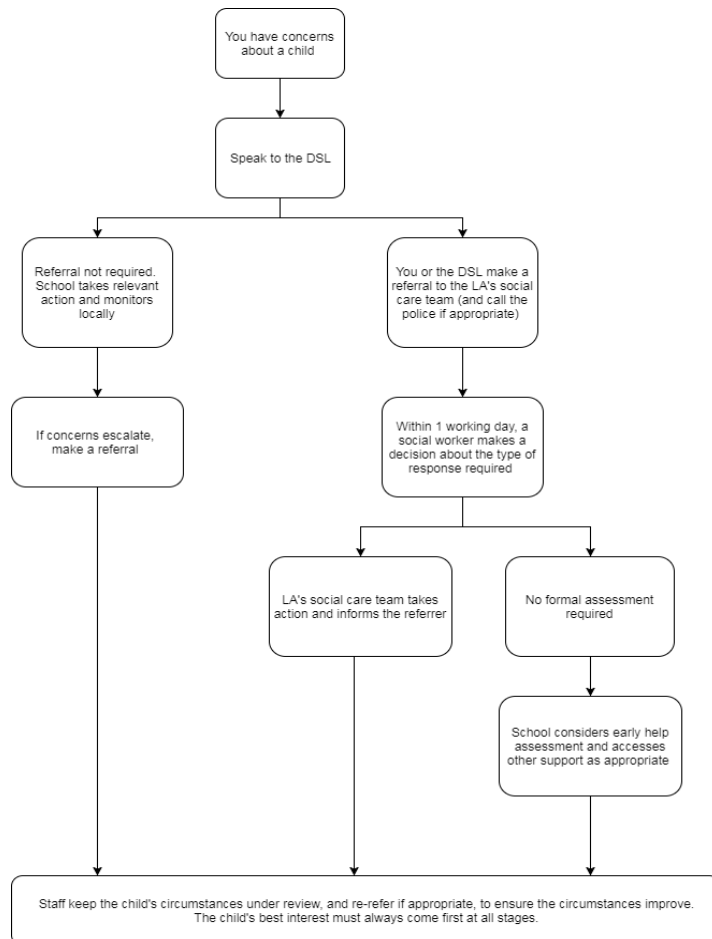 You have concerns
about a child
Speak to the DSL
Referral not required.
School takes relevant
action and monitors
locally
You or the DSL make a
referral to the LA's social
care team (and call the
police if appropriate)
If concerns escalate,
make a referral
Within 1 working day, a
social worker makes a
decision about the type of
response required
LA's social care team takes
action and informs the referrer
No formal assessment
required
School considers early help
assessment and accesses
other support as appropriate
Staff keep the child's circumstances under review, and re-refer if appropriate, to ensure the circumstances improve.
The child's best interest must always come first at all stages.